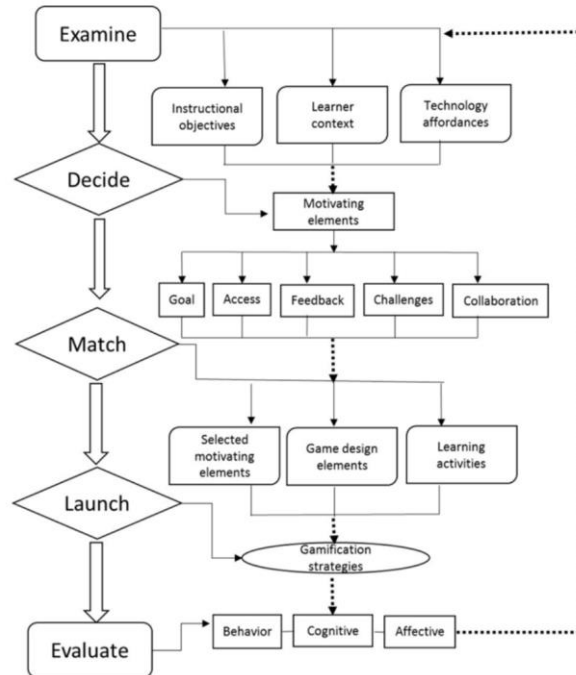 Examine
Instructional
objectives
Learner
context
Technology
affordances
Decide
Motivating
elements
Goal
Access
Feedback
Challenges
Collaboration
Match
Selected
motivating
elements
Game design
elements
Learning
activities
Launch
Gamification
strategies
Evaluate
Behavior
Cognitive
Affective